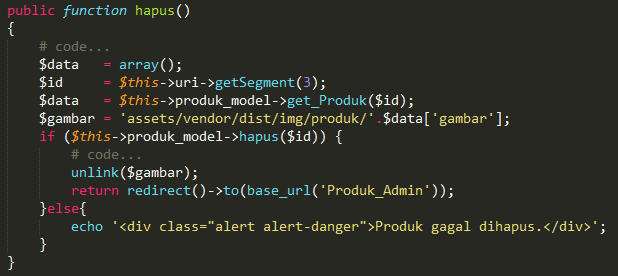 public function hapus()
{
    # code...
    $data   = array();
    $id     = $this->uri->getSegment(3);
    $data   = $this->produk_model->get_Produk($id);
    $gambar = 'assets/vendor/dist/img/produk/'.$data['gambar'];
    if ($this->produk_model->hapus($id)) {
        # code...
        unlink($gambar);
        return redirect()->to(base_url('Produk_Admin'));
    }else{
        echo '<div class="alert alert-danger">Produk gagal dihapus.</div>';
    }
}